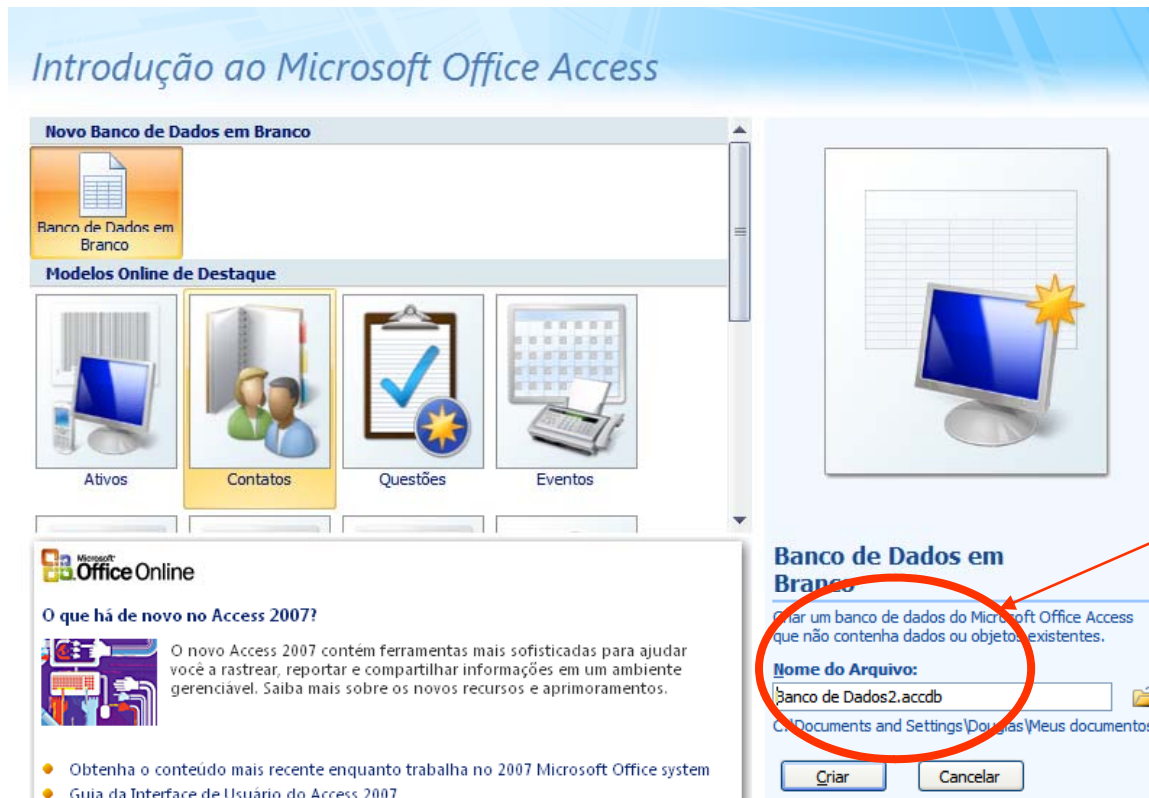 Introdução ao Microsoft Office Access
Novo Banco de Dados em Branco
Banco de Dados em
Branco
Modelos Online de Destaque
Ativos
Contatos
Questões
Eventos
Microsoft
Office Online
O que há de novo no Access 2007?
O novo Access 2007 contém ferramentas mais sofisticadas para ajudar
você a rastrear, reportar e compartilhar informações em um ambiente
gerenciável. Saiba mais sobre os novos recursos e aprimoramentos.
Obtenha o conteúdo mais recente enquanto trabalha no 2007 Microsoft Office system
Guia da Interface de Usuário do Access 2007
Banco de Dados em
Branco
Criar um banco de dados do Microsoft Office Access
que não contenha dados ou objetos existentes.
Nome do Arquivo:
Banco de Dados2.accdb
C:\Documents and Settings\Douglas\Meus documentos
Criar
Cancelar